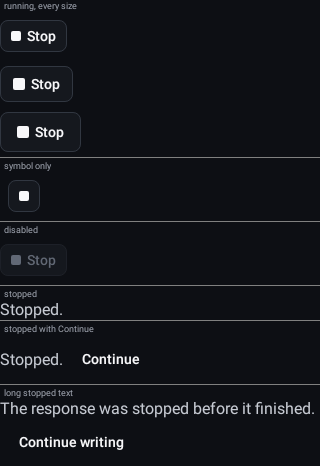 running, every size
Stop
Stop
Stop
symbol only
disabled
Stop
stopped
Stopped.
stopped with Continue
Stopped. Continue
long stopped text
The response was stopped before it finished.
Continue writing